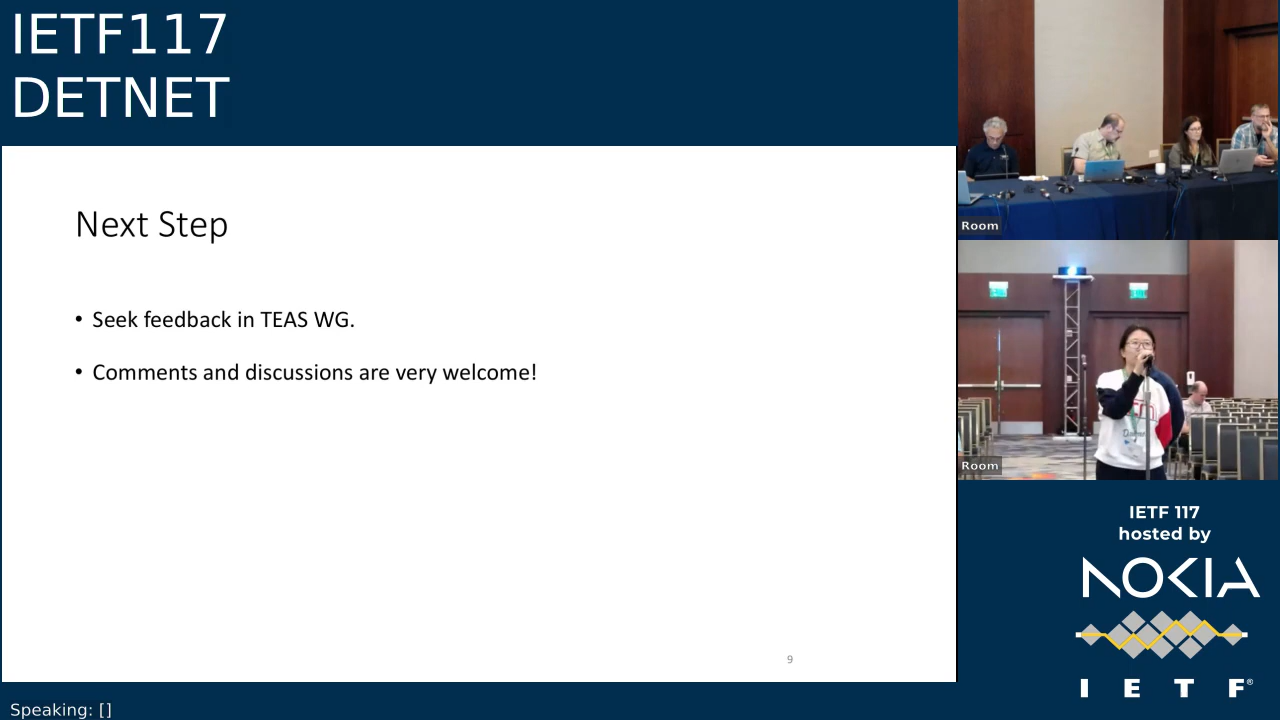 IETF117
DETNET
Next Step
• Seek feedback in TEAS WG.
• Comments and discussions are very welcome!
9
Room
Room
IETF 117
hosted by
NOKIA
IETF®
Speaking: []